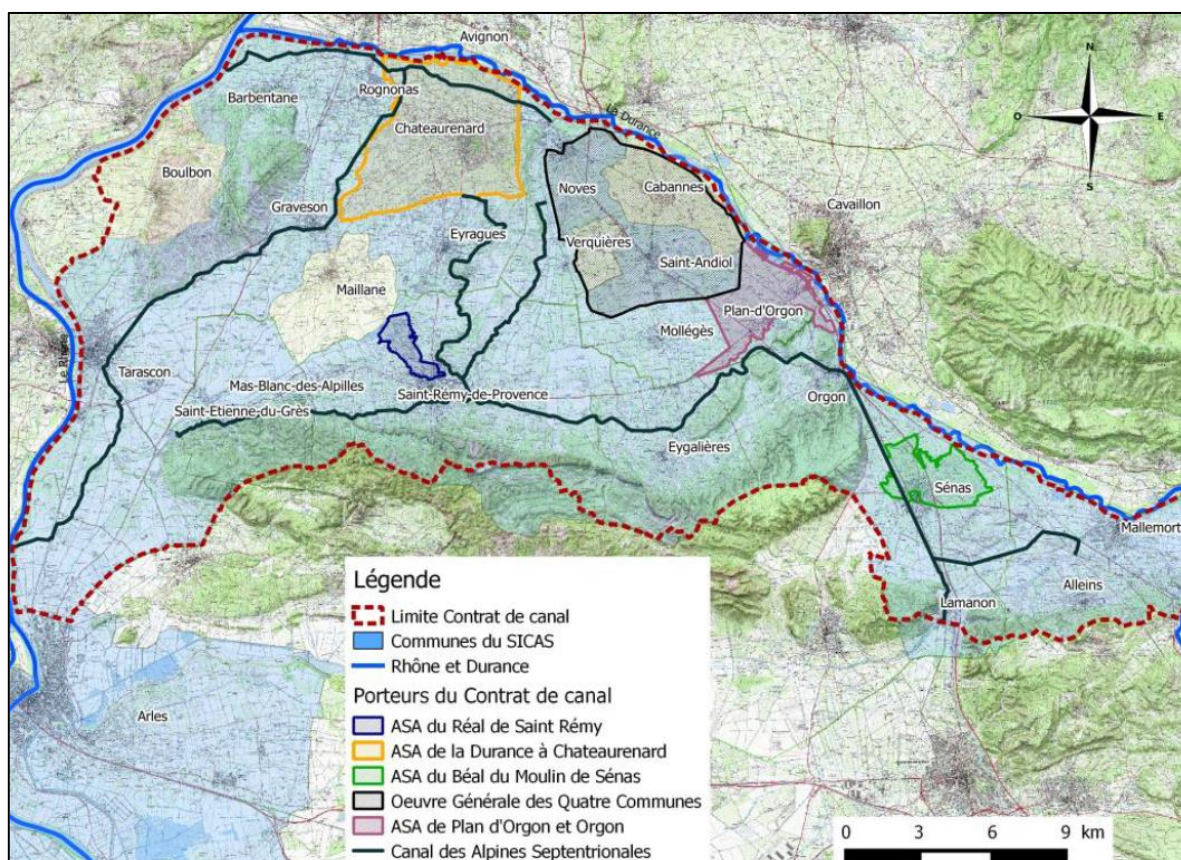 Avignon
N
O
E
S
Barbentane
Rognonas
La Durance
Chateaurenard
Boulbon
Noves
Cabannes
Graveson
Cavaillon
Eyragues
Verquières
Saint-Andiol
Maillane
Plan-d'Orgon
Mollégès
Le Rhône
Tarascon
Mas-Blanc-des-Alpilles
Saint-Rémy-de-Provence
Orgon
Saint-Etienne-du-Grès
Eygalières
Sénas
Mallemort
Alleins
Lamanon
Arles
Légende
Limite Contrat de canal
Communes du SICAS
Rhône et Durance
Porteurs du Contrat de canal
ASA du Réal de Saint Rémy
ASA de la Durance à Chateaurenard
ASA du Béal du Moulin de Sénas
Oeuvre Générale des Quatre Communes
ASA de Plan d'Orgon et Orgon
Canal des Alpines Septentrionales
0 3 6 9 km